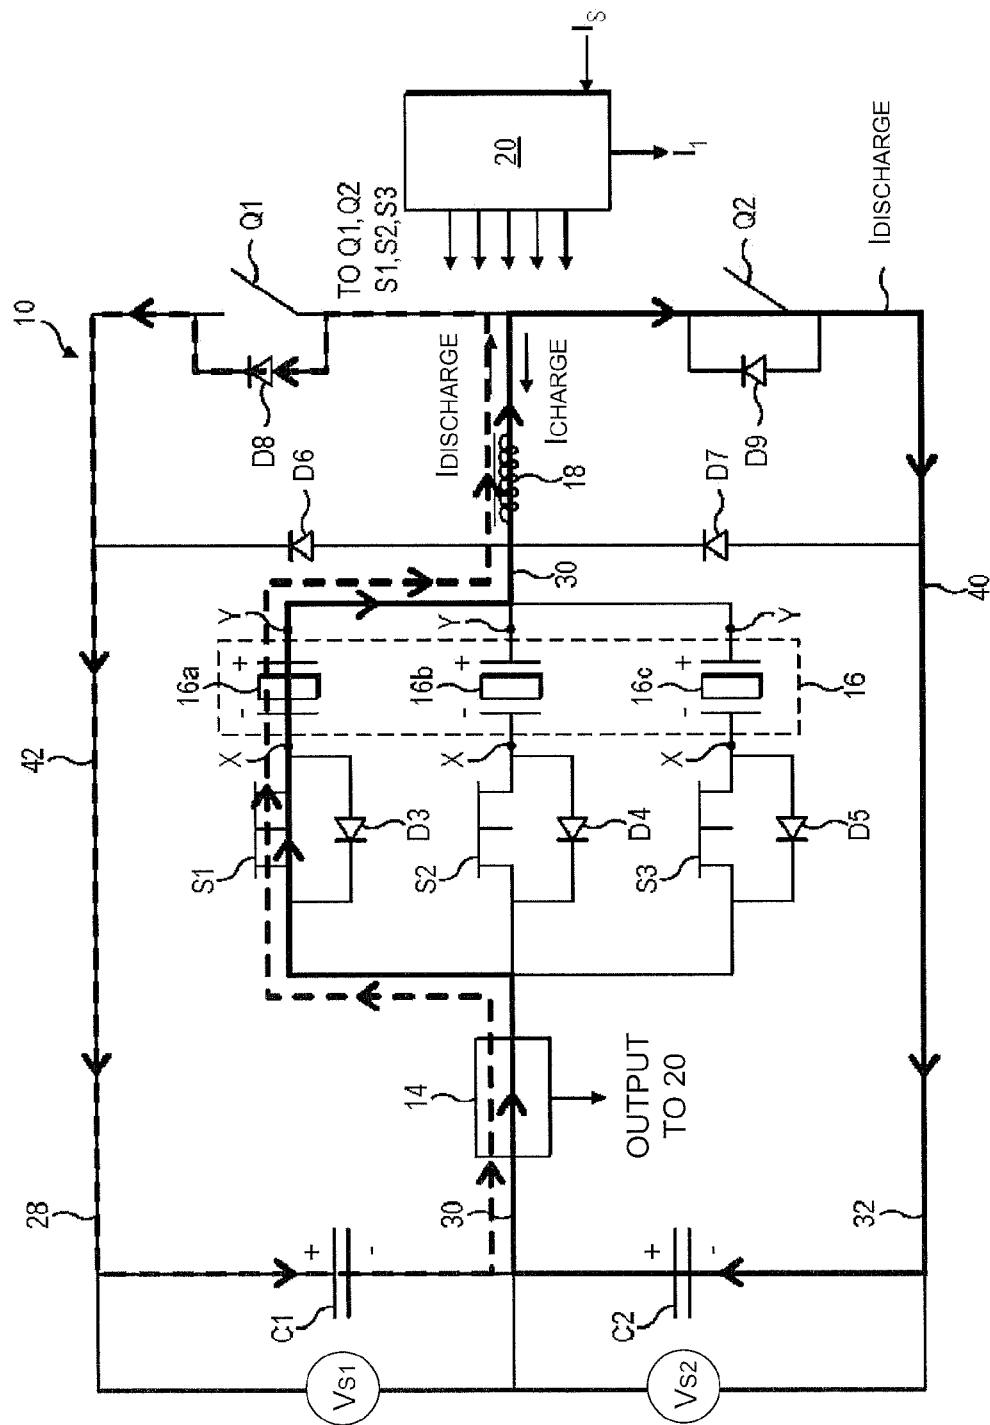 10
42
28
Q1
D8
D6
TO Q1, Q2
S1, S2, S3
20
IS
I1
IDISCHARGE
ICHARGE
18
30
Y
16a
+
-
X
S1
D3
Y
16b
+
-
X
S2
D4
Y
16c
+
-
X
S3
D5
16
D7
D9
Q2
IDISCHARGE
40
14
OUTPUT
TO 20
30
32
C1
+
-
C2
+
-
VS1
VS2